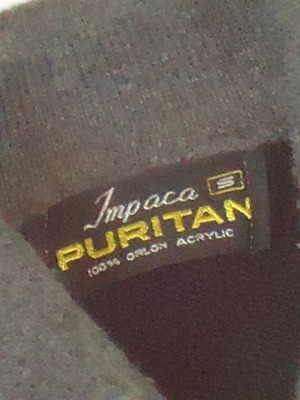 Impaca S
PURITAN
100% ORLON ACRYLIC